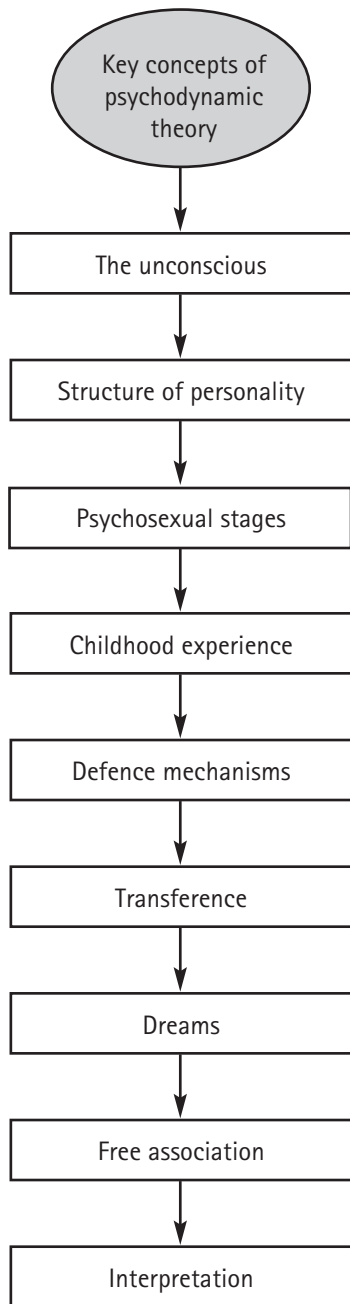 Key concepts of
psychodynamic
theory
The unconscious
Structure of personality
Psychosexual stages
Childhood experience
Defence mechanisms
Transference
Dreams
Free association
Interpretation